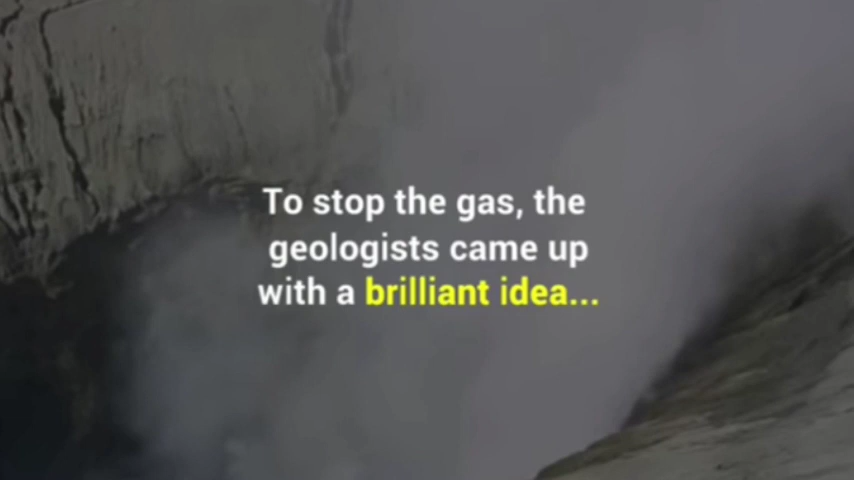 To stop the gas, the
geologists came up
with a brilliant idea...